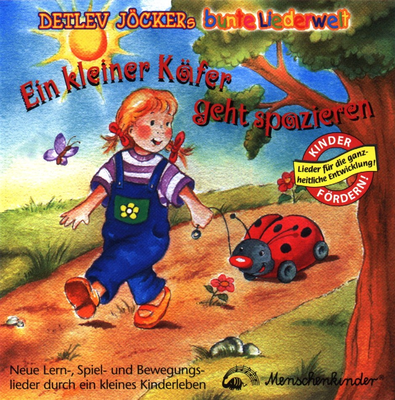 DETLEV JÖCKERS bunte Liederwelt
Ein kleiner Käfer
geht spazieren
KINDER
Lieder für die ganz-
heitliche Entwicklung!
FÖRDERN!
Neue Lern-, Spiel- und Bewegungs-
lieder durch ein kleines Kinderleben
Menschenkinder®